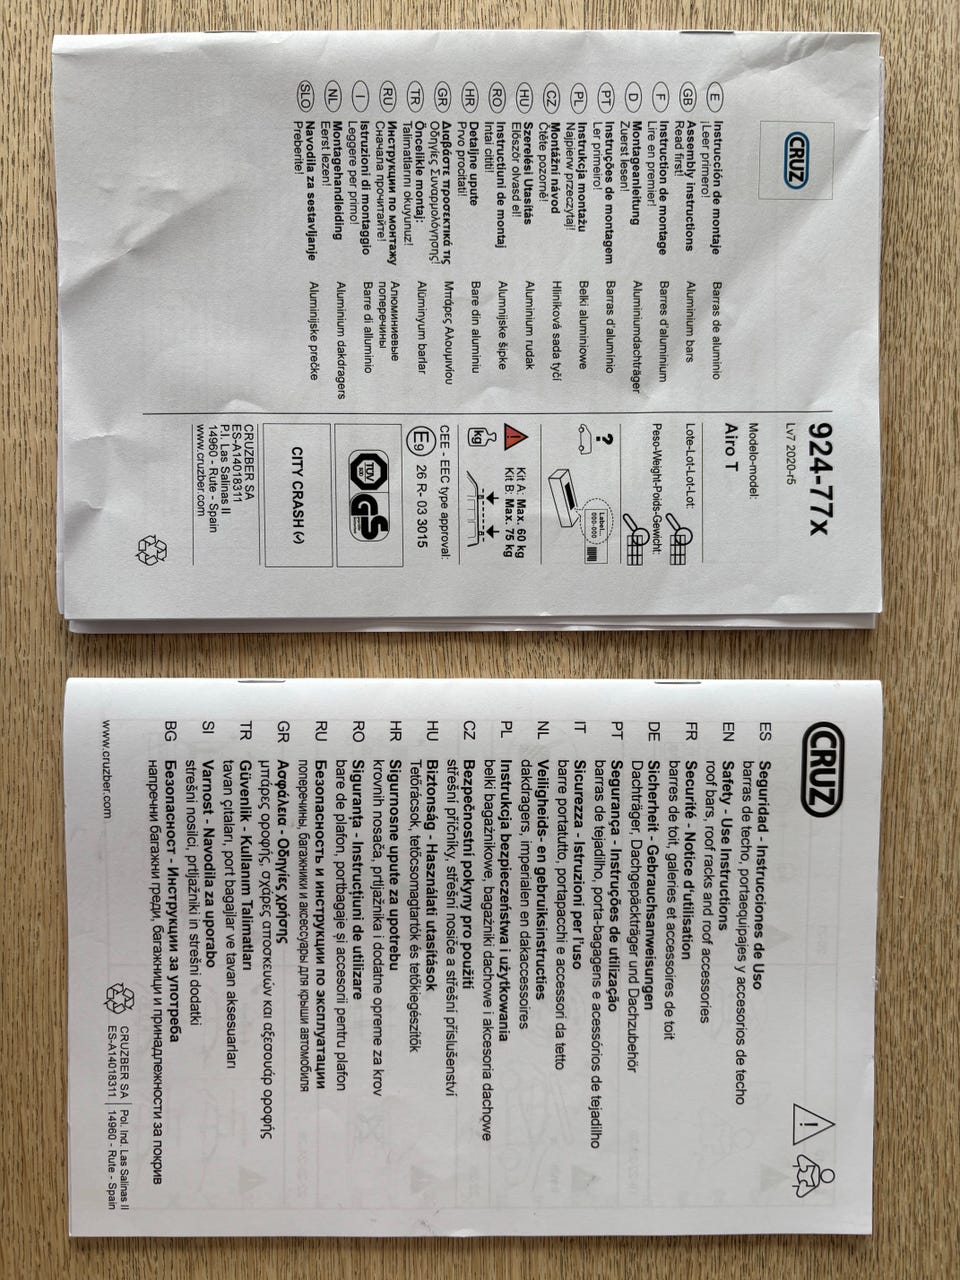 CRUZ
E
Instrucción de montaje
¡Leer primero!
Barras de aluminio
GB
Assembly instructions
Read first!
Aluminium bars
F
Instruction de montage
Lire en premier!
Barres d'aluminium
D
Montageanleitung
Zuerst lesen!
Aluminiumdachträger
PT
Instruções de montagem
Ler primeiro!
Barras d'alumínio
PL
Instrukcja montażu
Najpierw przeczytaj!
Belki aluminiowe
CZ
Montážní návod
Čtěte pozorně!
Hliníková sada tyčí
HU
Szerelési Utasítás
Először olvasd el!
Aluminium rudak
RO
Instructiuni de montaj
Intai cititi!
Alumnijske šipke
HR
Detaljne upute
Prvo procitati!
Bare din aluminiu
GR
Διαβάστε προσεκτικά τις
Οδηγίες Συναρμολόγησης!
Μπάρες Αλουμινίου
TR
Öncelikle montaj:
Talimatlarını okuyunuz!
Alüminyum barlar
RU
Инструкции по монтажу
Сначала прочитайте!
Алюминиевые
поперечины
I
Istruzioni di montaggio
Leggere per primo!
Barre di alluminio
NL
Montagehandleiding
Eerst lezen!
Aluminium dakdragers
SLO
Navodila za sestavljanje
Preberite!
Aluminijske prečke
924-77x
Lv7 2020-r5
Modelo-model:
Airo T
Lote-Lot-Lot-Lot:
Peso-Weight-Poids-Gewicht:
?
Label...
000-000
Kit A: Max. 60 kg
Kit B: Max. 75 kg
kg
CEE - EEC type approval:
E9 26 R- 03 3015
TÜV
GS
CITY CRASH (✓)
CRUZBER SA
ES-A14018311
P.I. Las Salinas II
14960 - Rute - Spain
www.cruzber.com
CRUZ
ES
Seguridad - Instrucciones de Uso
barras de techo, portaequipajes y accesorios de techo
EN
Safety - Use Instructions
roof bars, roof racks and roof accessories
FR
Securité - Notice d'utilisation
barres de toit, galeries et accessoires de toit
DE
Sicherheit - Gebrauchsanweisungen
Dachträger, Dachgepäckträger und Dachzubehör
PT
Segurança - Instruções de utilização
barras de tejadilho, porta-bagagens e acessórios de tejadilho
IT
Sicurezza - Istruzioni per l'uso
barre portatutto, portapacchi e accessori da tetto
NL
Veiligheids- en gebruiksinstructies
dakdragers, imperialen en dakaccessoires
PL
Instrukcja bezpieczeństwa i użytkowania
belki bagażnikowe, bagażniki dachowe i akcesoria dachowe
CZ
Bezpečnostní pokyny pro použití
střešní příčníky, střešní nosiče a střešní příslušenství
HU
Biztonság - Használati utasítások
Tetőrácsok, tetőcsomagtartók és tetőkiegészítők
HR
Sigurnosne upute za upotrebu
krovnih nosača, prtljažnika i dodatne opreme za krov
RO
Siguranța - Instrucțiuni de utilizare
bare de plafon, portbagaje și accesorii pentru plafon
RU
Безопасность и инструкции по эксплуатации
поперечины, багажники и аксессуары для крыши автомобиля
GR
Ασφάλεια - Οδηγίες χρήσης
μπάρες οροφής, σχάρες αποσκευών και αξεσουάρ οροφής
TR
Güvenlik - Kullanim Talimatlari
tavan çıtaları, port bagajlar ve tavan aksesuarları
SI
Varnost - Navodila za uporabo
strešni nosilci, prtljažniki in strešni dodatki
BG
Безопасност - Инструкции за употреба
напречни багажни греди, багажници и принадлежности за покрив
www.cruzber.com
CRUZBER SA | Pol. Ind. Las Salinas II
ES-A14018311 | 14960 - Rute - Spain